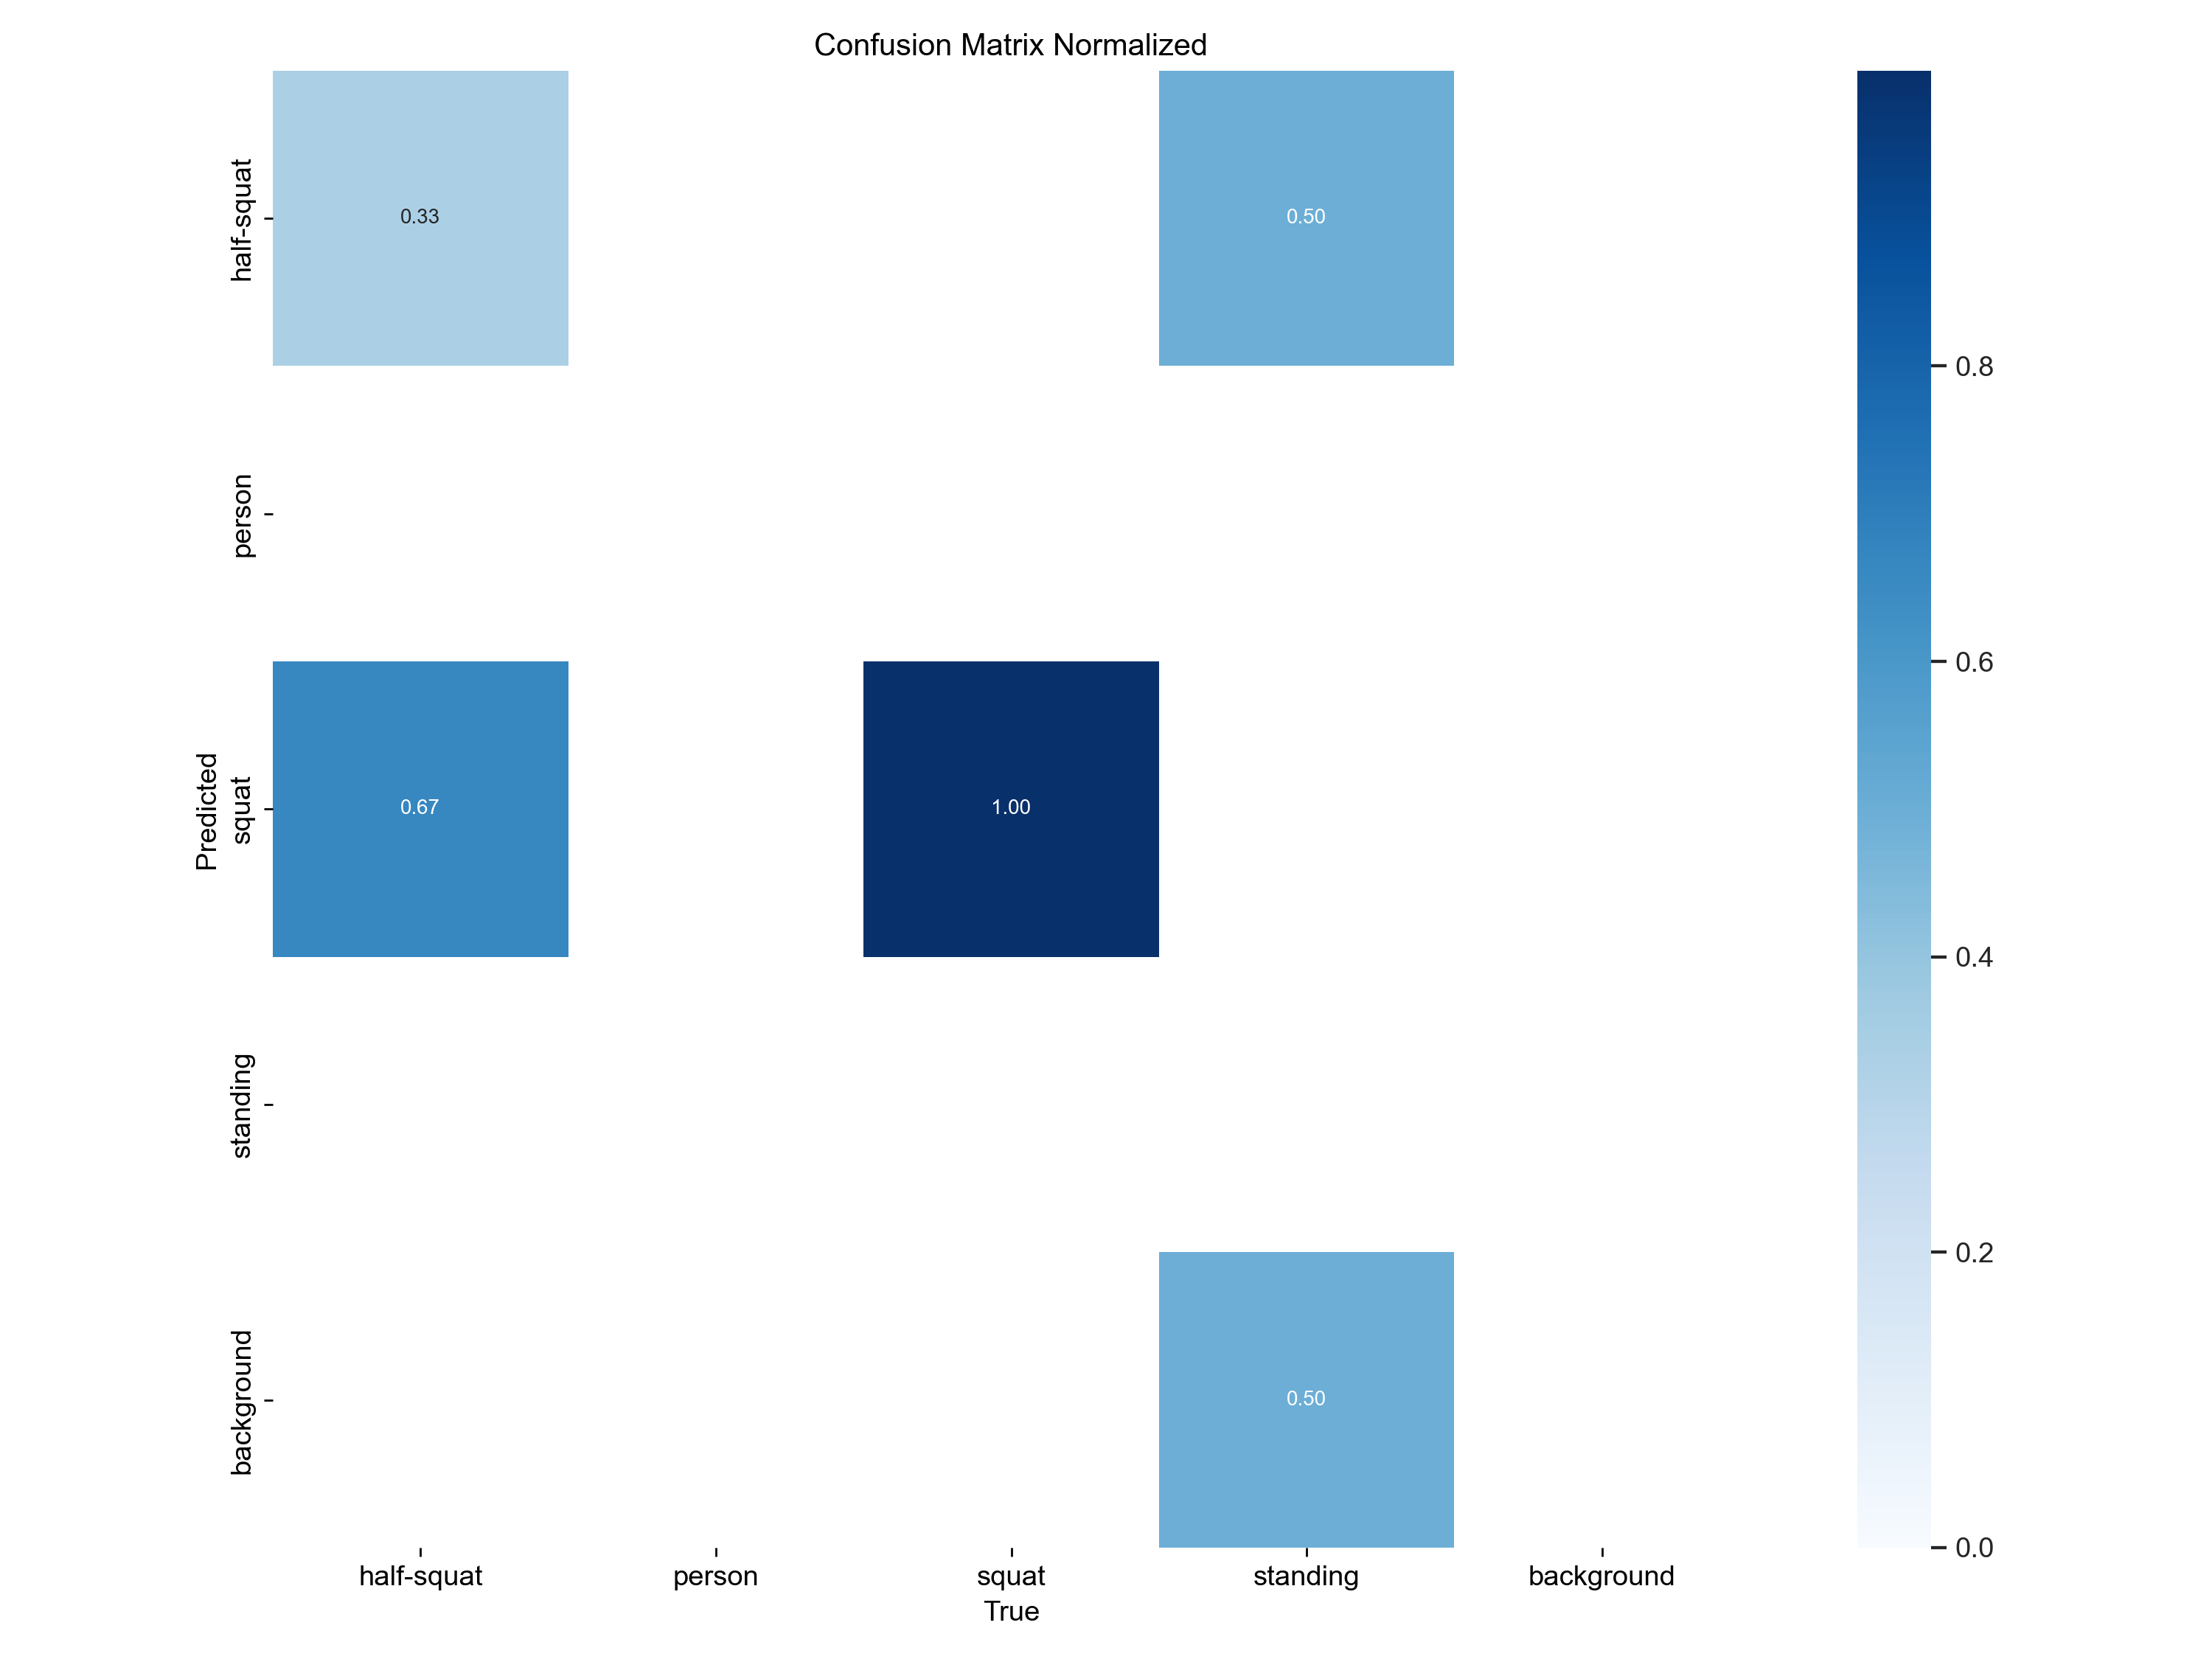 Confusion Matrix Normalized
half-squat
person
squat
standing
background
Predicted
0.33
0.50
0.67
1.00
0.50
half-squat
person
squat
standing
background
True
0.8
0.6
0.4
0.2
0.0